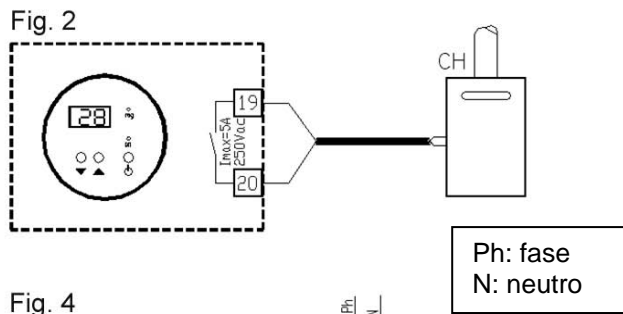 Fig. 2
CH
28
19
Imax=5A
250Vac
20
Ph: fase
N: neutro
Fig. 4
Ph
N